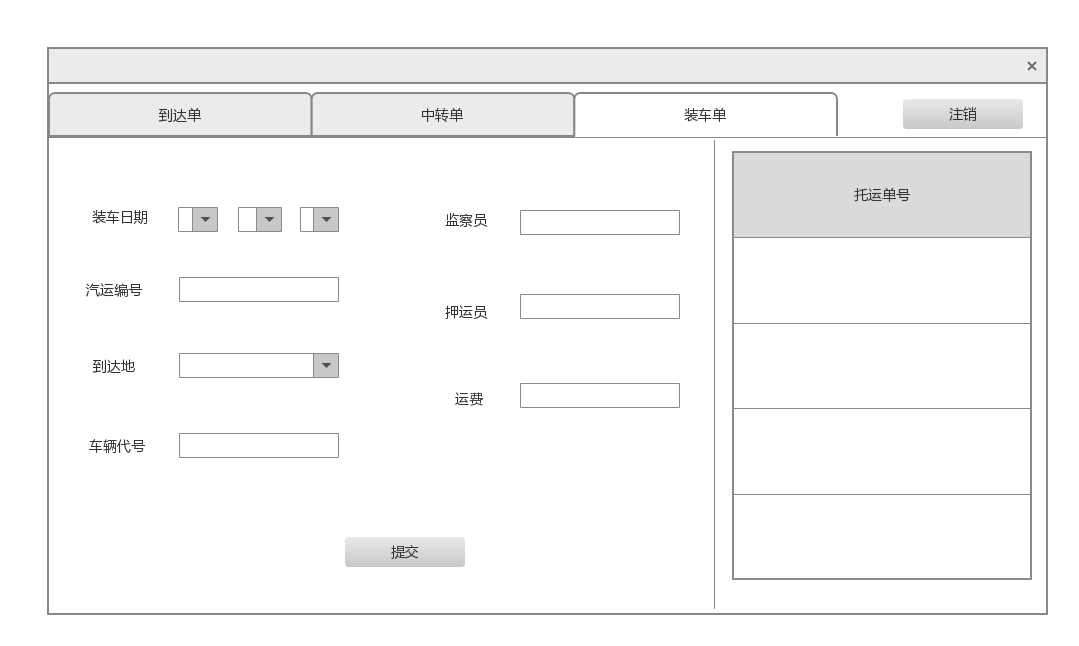 ×
到达单
中转单
装车单
注销
装车日期
监察员
汽运编号
押运员
到达地
运费
车辆代号
提交
托运单号